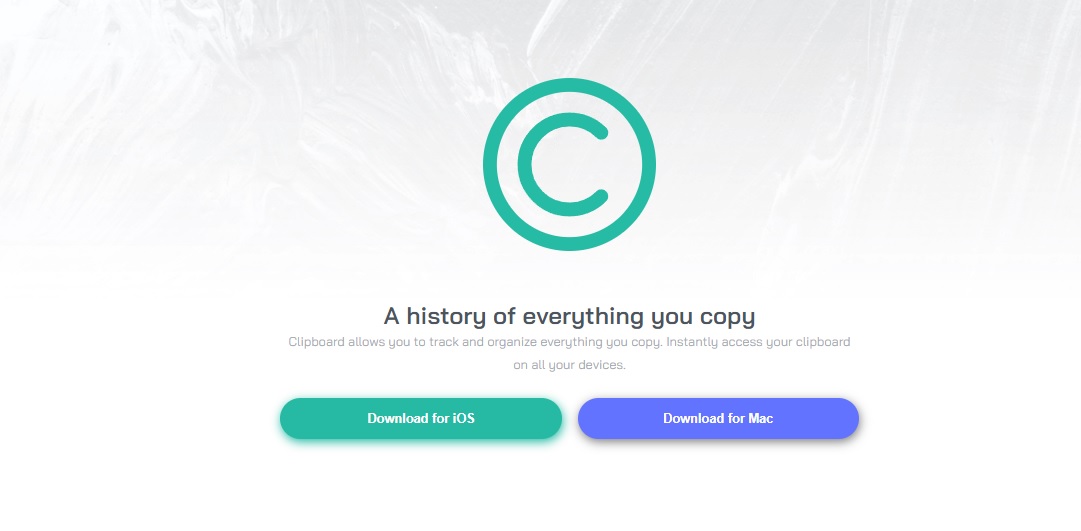 A history of everything you copy
Clipboard allows you to track and organize everything you copy. Instantly access your clipboard
on all your devices.
Download for iOS
Download for Mac